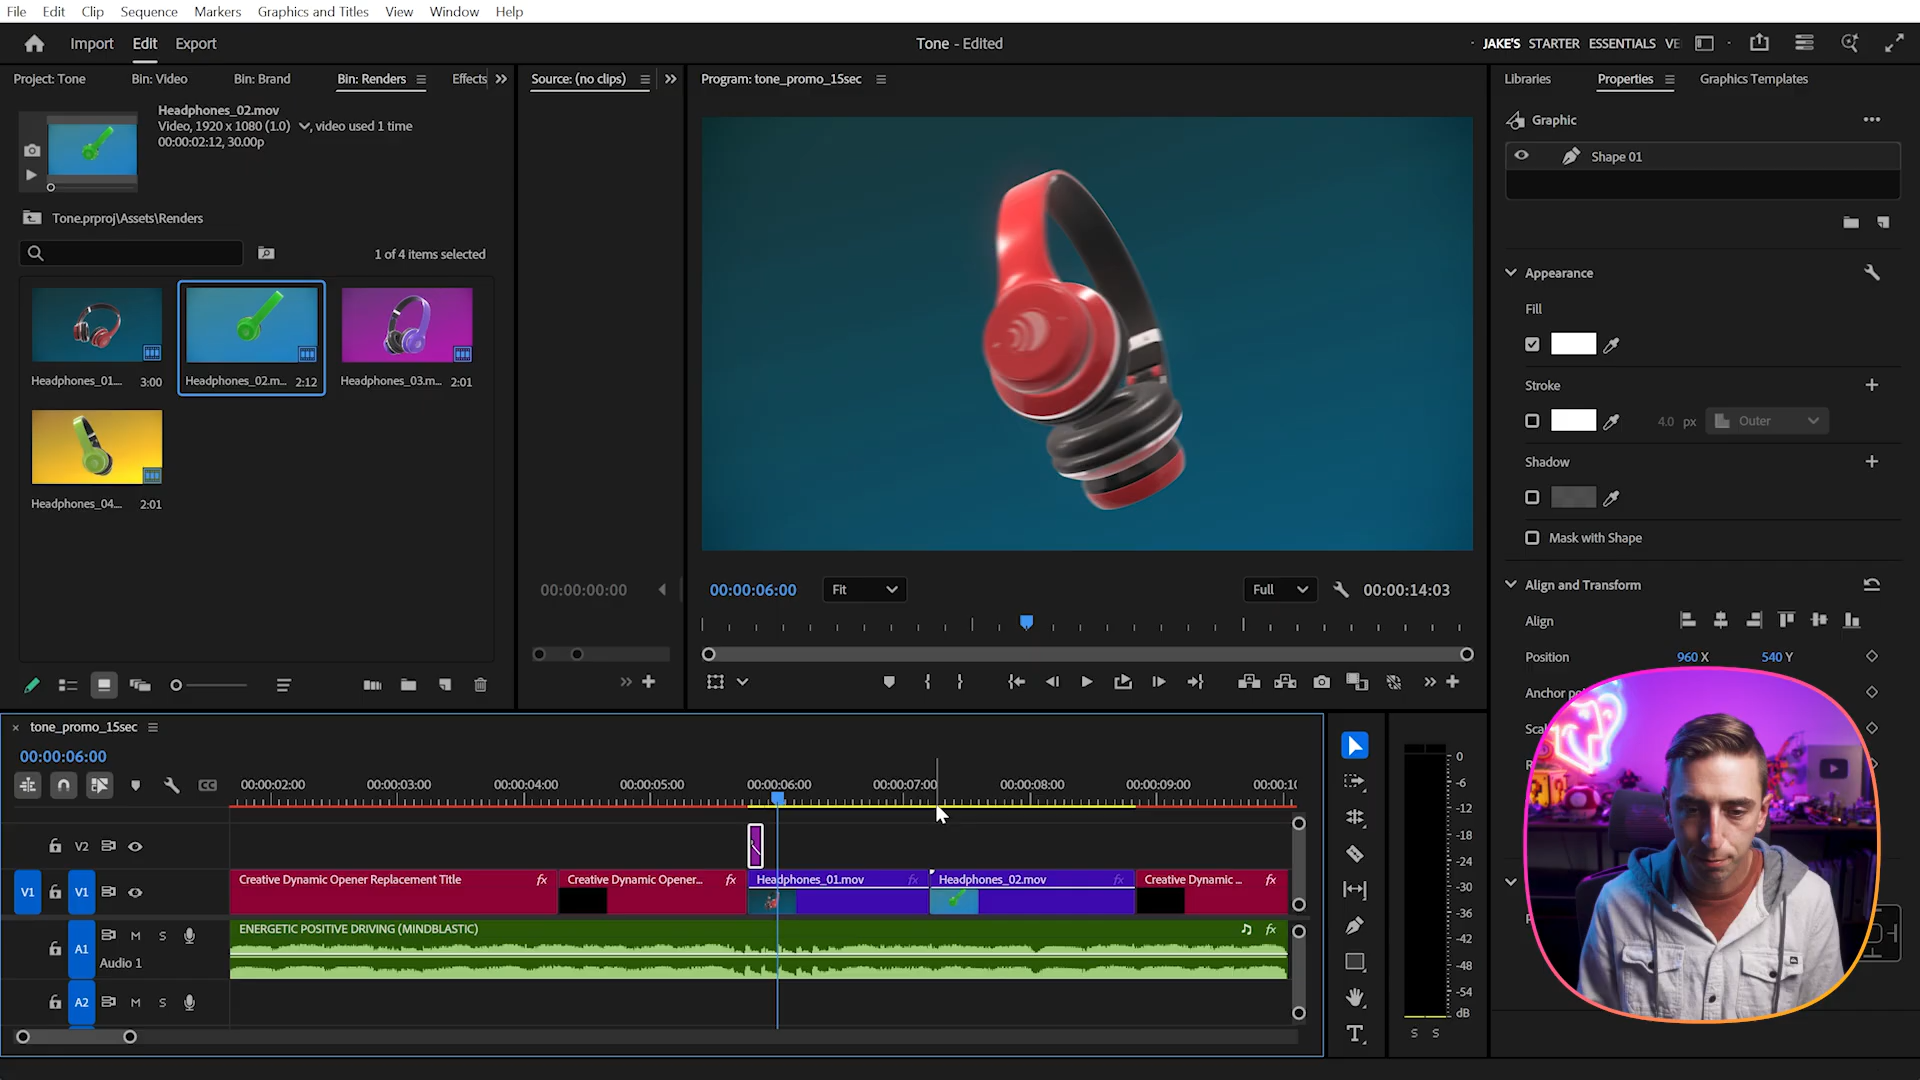 File Edit Clip Sequence Markers Graphics and Titles View Window Help
Import Edit Export
Tone - Edited
JAKE'S STARTER ESSENTIALS VE
Project: Tone Bin: Video Bin: Brand Bin: Renders Effects
Source: (no clips)
Program: tone_promo_15sec
Libraries Properties Graphics Templates
Headphones_02.mov
Video, 1920 x 1080 (1.0) , video used 1 time
00:00:02:12, 30.00p
Tone.prproj\Assets\Renders
1 of 4 items selected
Headphones_01.... 3:00
Headphones_02.m... 2:12
Headphones_03.m... 2:01
Headphones_04.... 2:01
00:00:00:00
00:00:06:00
Fit
Full
00:00:14:03
Graphic
Shape 01
Appearance
Fill
Stroke
4.0 px
Outer
Shadow
Mask with Shape
Align and Transform
Align
Position 960 X 540 Y
Anchor
tone_promo_15sec
00:00:06:00
00:00:02:00 00:00:03:00 00:00:04:00 00:00:05:00 00:00:06:00 00:00:07:00 00:00:08:00 00:00:09:00
V2
V1 V1
Creative Dynamic Opener Replacement Title fx
Creative Dynamic Opener... fx
Headphones_01.mov fx
Headphones_02.mov fx
Creative Dynamic ... fx
ENERGETIC POSITIVE DRIVING (MINDBLASTIC) fx
A1 M S
Audio 1
A2 M S
0
-6
-12
-18
-24
-30
-36
-42
-48
-54
dB
S S